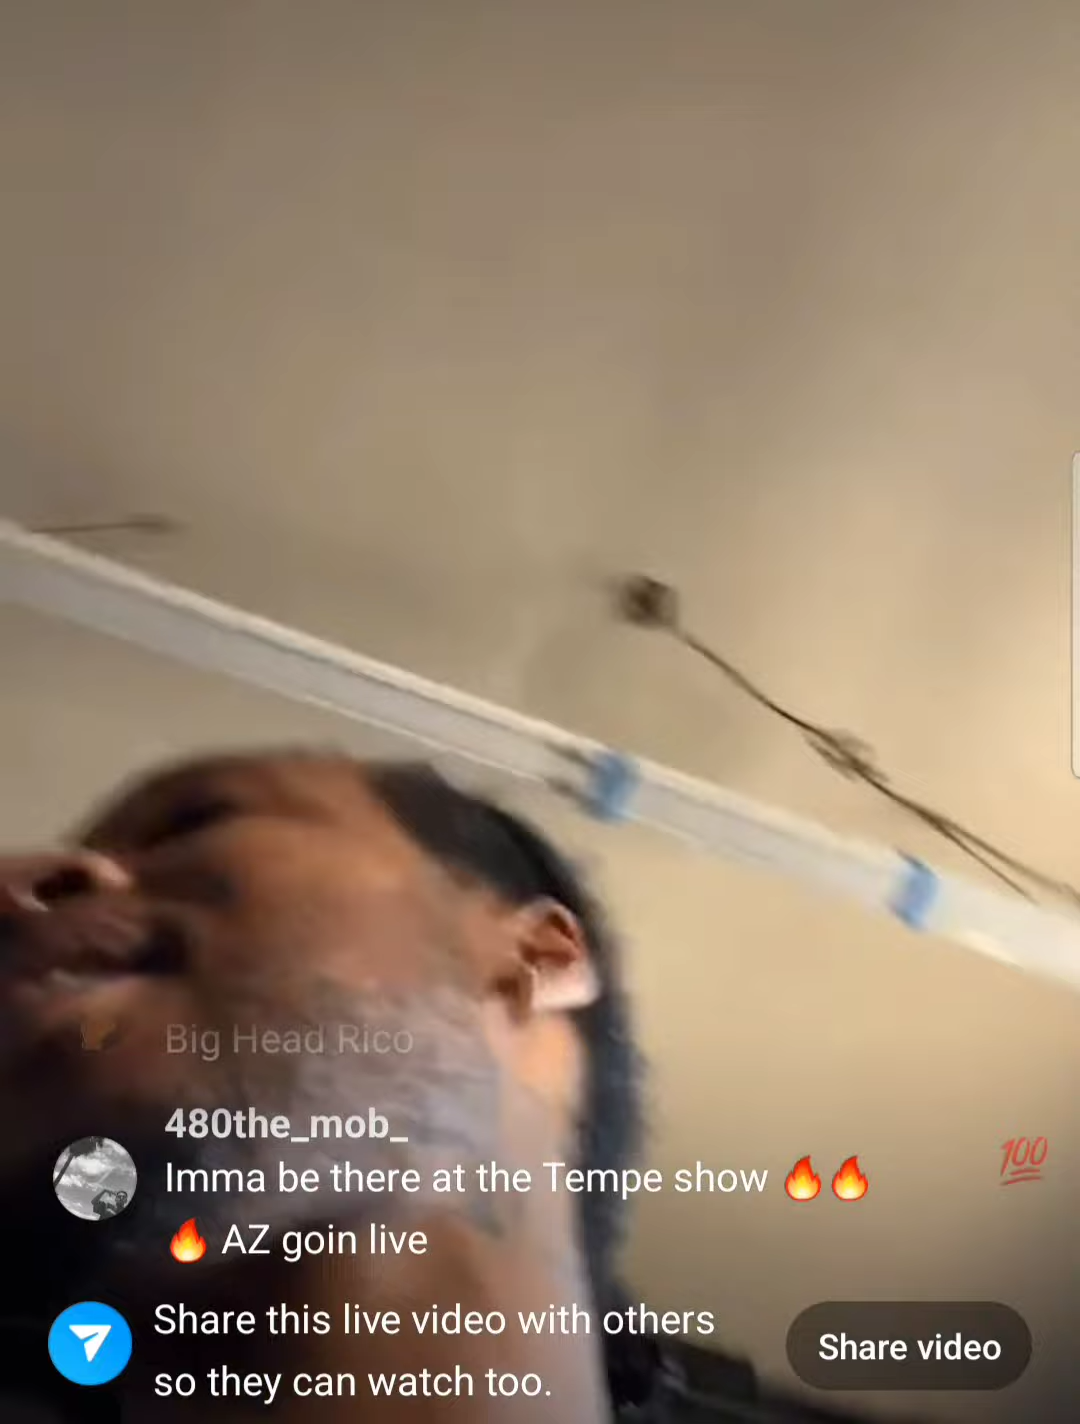 Big Head Rico
480the_mob_
Imma be there at the Tempe show 🔥🔥
🔥 AZ goin live
💯
Share this live video with others
so they can watch too.
Share video